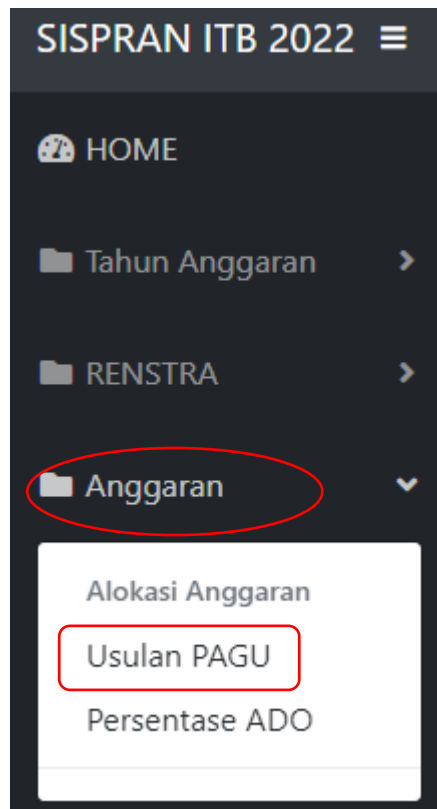 SISPRAN ITB 2022
HOME
Tahun Anggaran
RENSTRA
Anggaran
Alokasi Anggaran
Usulan PAGU
Persentase ADO